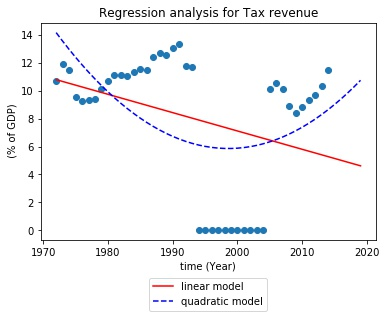 Regression analysis for Tax revenue
14
12
10
8
6
4
2
0
(% of GDP)
1970 1980 1990 2000 2010 2020
time (Year)
linear model
quadratic model